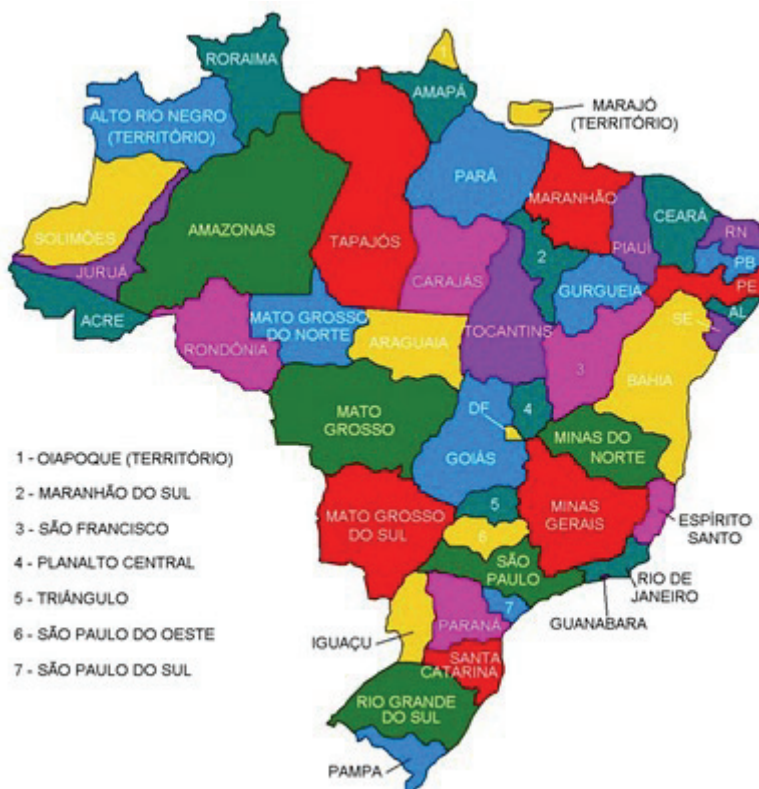 1
RORAIMA
AMAPÁ
MARAJÓ
(TERRITÓRIO)
ALTO RIO NEGRO
(TERRITÓRIO)
PARÁ
MARANHÃO
CEARÁ
RN
PIAUÍ
PB
SOLIMÕES
AMAZONAS
TAPAJÓS
2
JURUÁ
CARAJÁS
GURGUEIA
PE
AL
SE
ACRE
MATO GROSSO
DO NORTE
RONDÔNIA
ARAGUAIA
TOCANTINS
3
BAHIA
MATO
GROSSO
DF
4
GOIÁS
MINAS DO
NORTE
MATO GROSSO
DO SUL
5
MINAS
GERAIS
6
ESPÍRITO
SANTO
SÃO
PAULO
RIO DE
JANEIRO
GUANABARA
7
PARANÁ
IGUAÇU
SANTA
CATARINA
RIO GRANDE
DO SUL
PAMPA
1 - OIAPOQUE (TERRITÓRIO)
2 - MARANHÃO DO SUL
3 - SÃO FRANCISCO
4 - PLANALTO CENTRAL
5 - TRIÂNGULO
6 - SÃO PAULO DO OESTE
7 - SÃO PAULO DO SUL